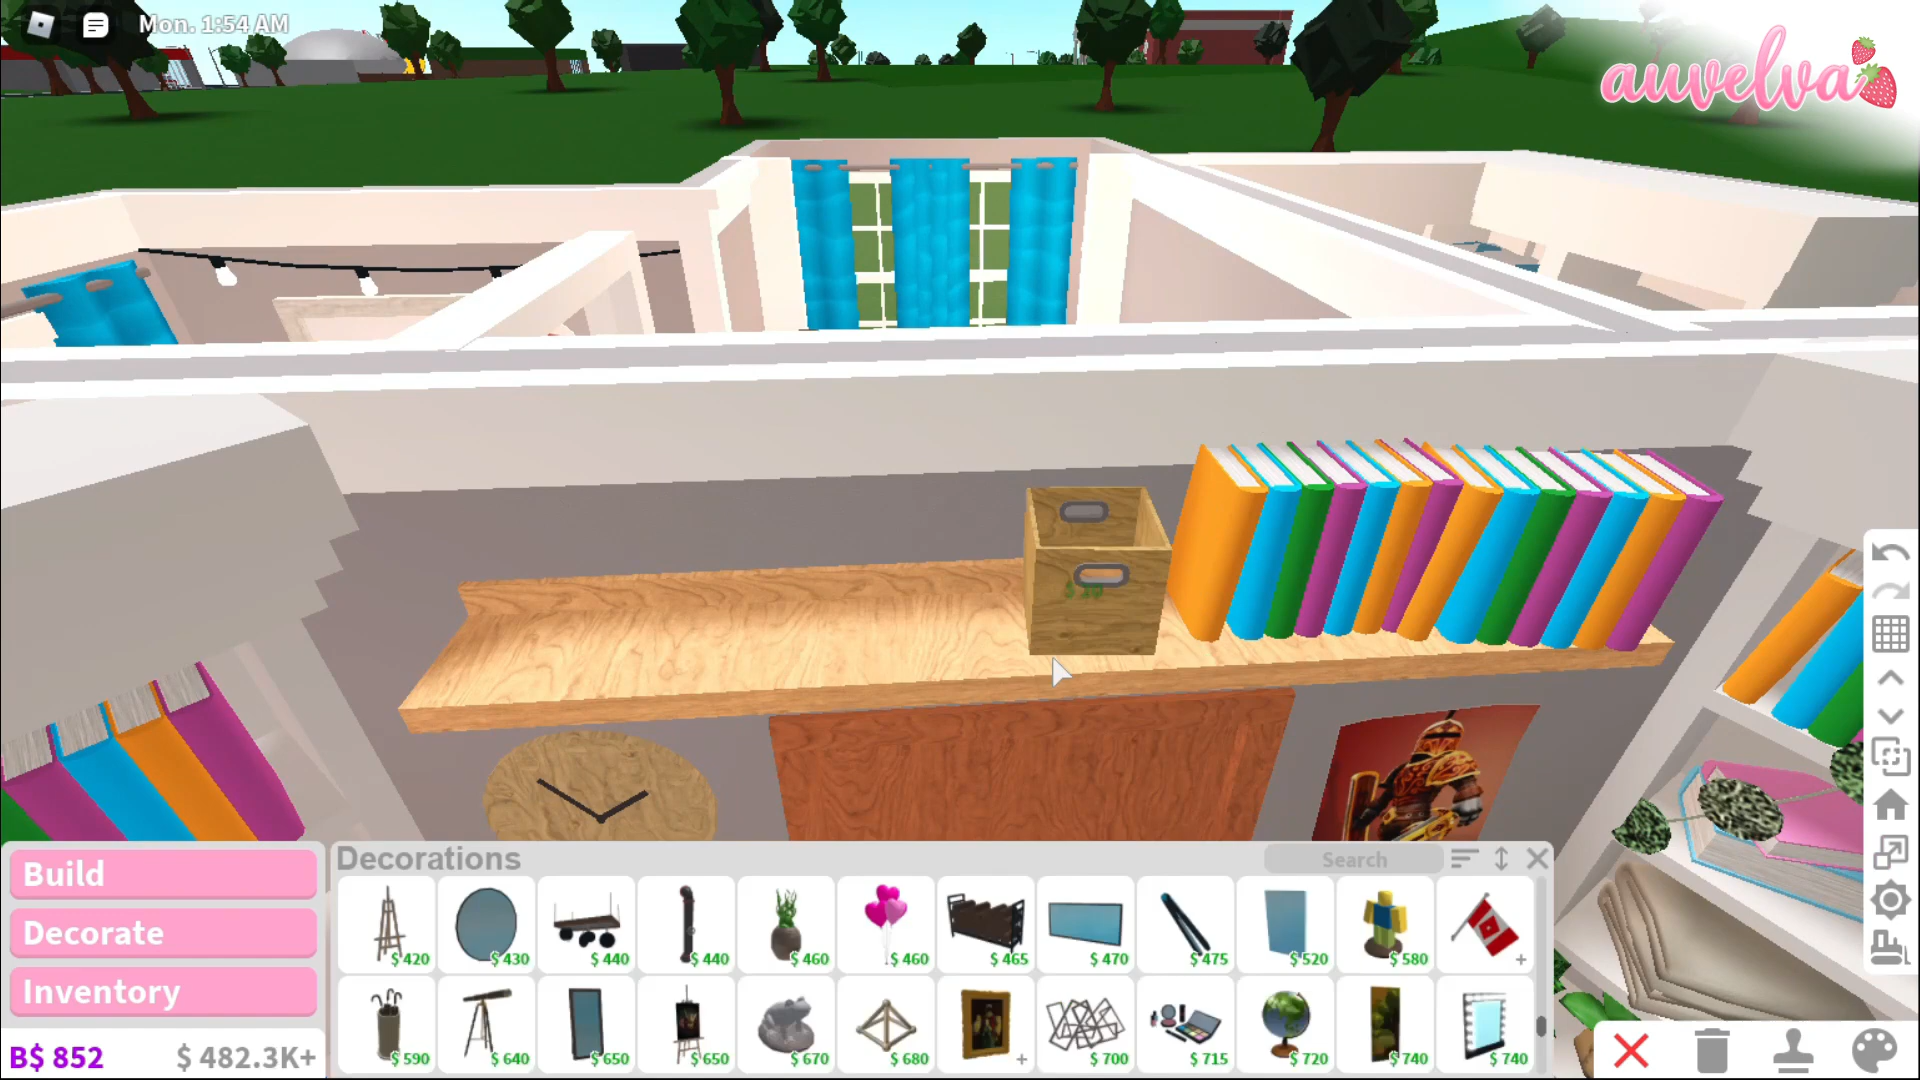 Mon. 1:54 AM
auvelva
Build
Decorate
Inventory
B$ 852
$ 482.3K+
Decorations
Search
$ 420
$ 430
$ 440
$ 440
$ 460
$ 460
$ 465
$ 470
$ 475
$ 520
$ 580
+
$ 590
$ 640
$ 650
$ 650
$ 670
$ 680
+
$ 700
$ 715
$ 720
$ 740
$ 740